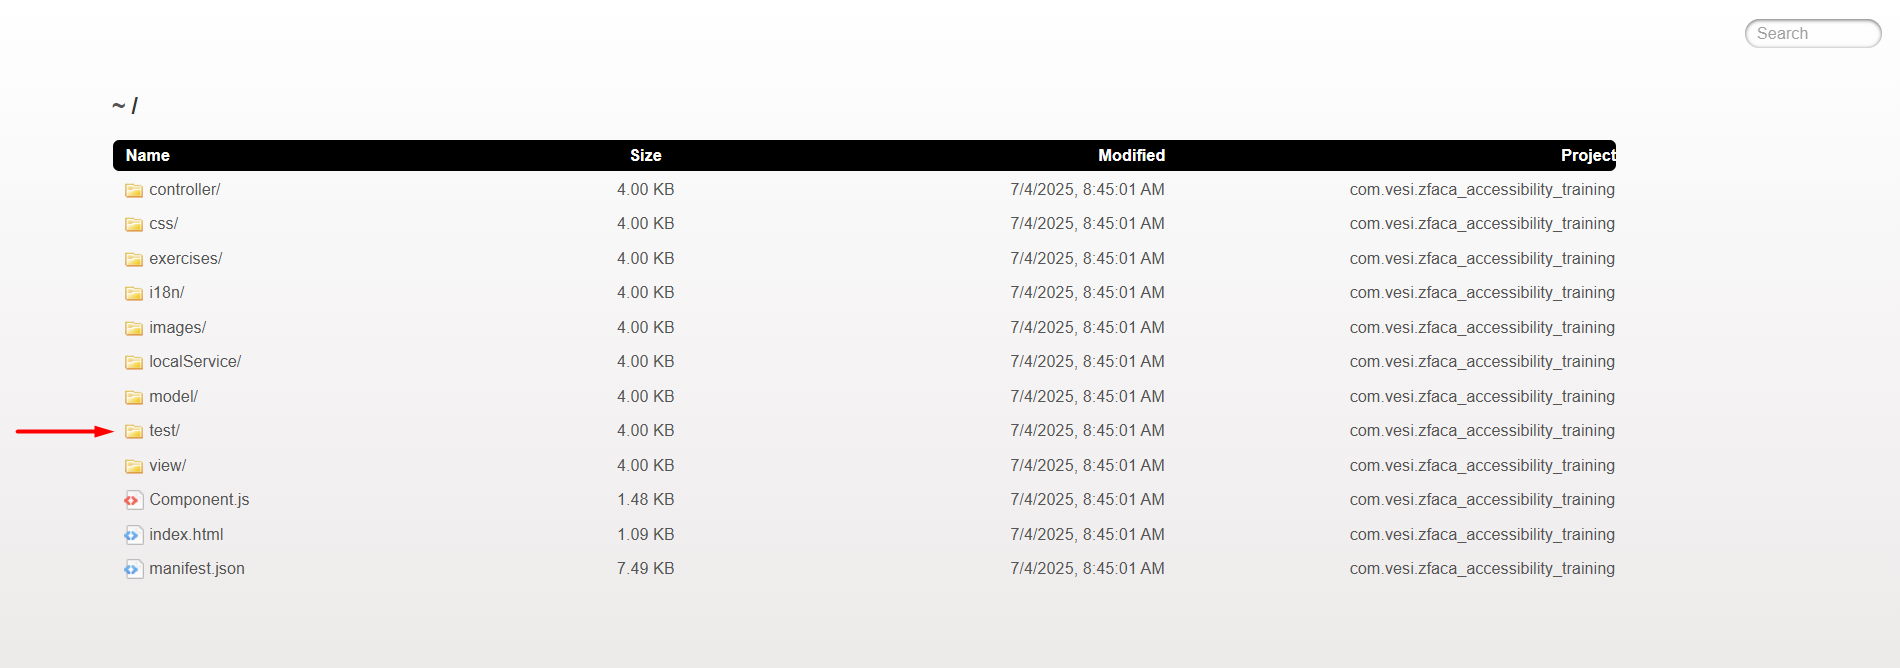 Search
~ /
Name Size Modified Project
controller/ 4.00 KB 7/4/2025, 8:45:01 AM com.vesi.zfaca_accessibility_training
css/ 4.00 KB 7/4/2025, 8:45:01 AM com.vesi.zfaca_accessibility_training
exercises/ 4.00 KB 7/4/2025, 8:45:01 AM com.vesi.zfaca_accessibility_training
i18n/ 4.00 KB 7/4/2025, 8:45:01 AM com.vesi.zfaca_accessibility_training
images/ 4.00 KB 7/4/2025, 8:45:01 AM com.vesi.zfaca_accessibility_training
localService/ 4.00 KB 7/4/2025, 8:45:01 AM com.vesi.zfaca_accessibility_training
model/ 4.00 KB 7/4/2025, 8:45:01 AM com.vesi.zfaca_accessibility_training
test/ 4.00 KB 7/4/2025, 8:45:01 AM com.vesi.zfaca_accessibility_training
view/ 4.00 KB 7/4/2025, 8:45:01 AM com.vesi.zfaca_accessibility_training
Component.js 1.48 KB 7/4/2025, 8:45:01 AM com.vesi.zfaca_accessibility_training
index.html 1.09 KB 7/4/2025, 8:45:01 AM com.vesi.zfaca_accessibility_training
manifest.json 7.49 KB 7/4/2025, 8:45:01 AM com.vesi.zfaca_accessibility_training